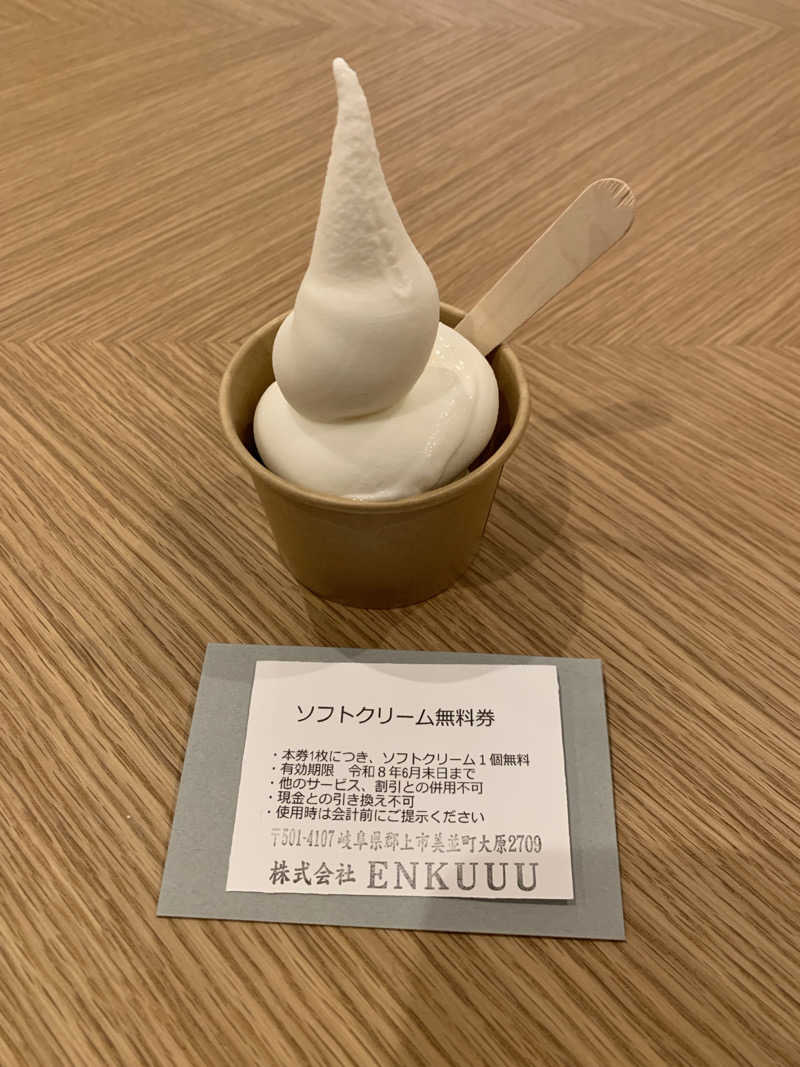 ソフトクリーム無料券
・本券1枚につき、ソフトクリーム１個無料
・有効期限　令和８年6月末日まで
・他のサービス、割引との併用不可
・現金との引き換え不可
・使用時は会計前にご提示ください
〒501-4107 岐阜県郡上市美並町大原2709
株式会社 ENKUUU